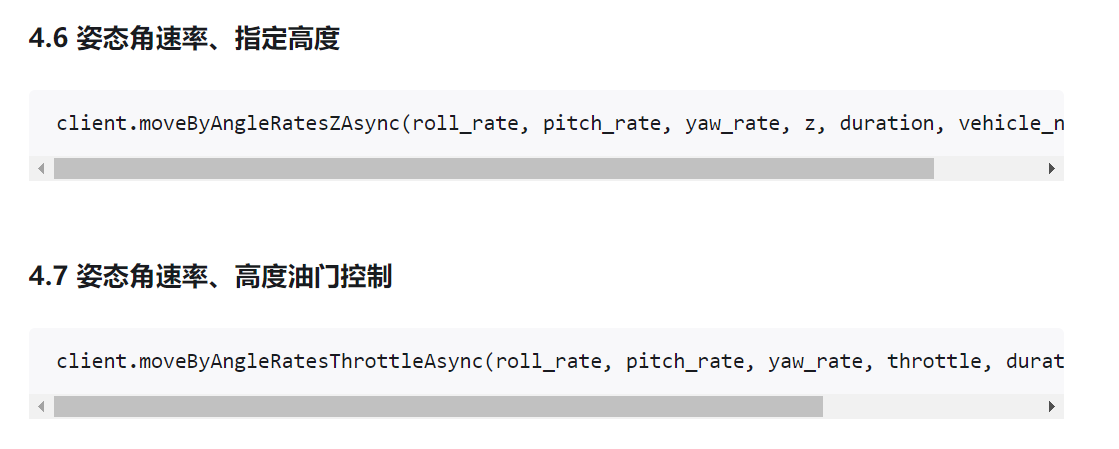 4.6 姿态角速率、指定高度
client.moveByAngleRatesZAsync(roll_rate, pitch_rate, yaw_rate, z, duration, vehicle_n
4.7 姿态角速率、高度油门控制
client.moveByAngleRatesThrottleAsync(roll_rate, pitch_rate, yaw_rate, throttle, durat